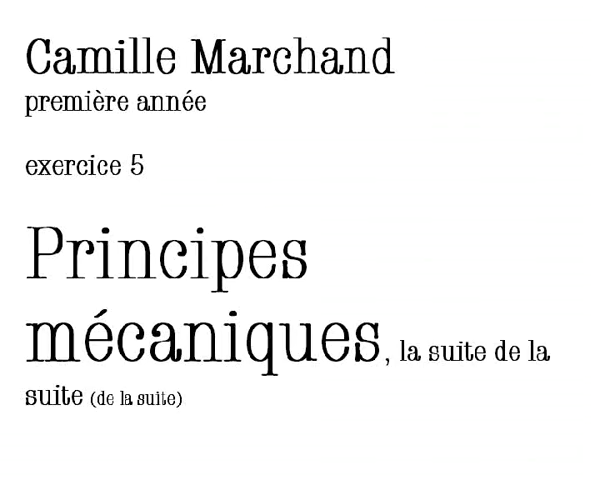 Camille Marchand
première année
exercice 5
Principes
mécaniques, la suite de la
suite (de la suite)